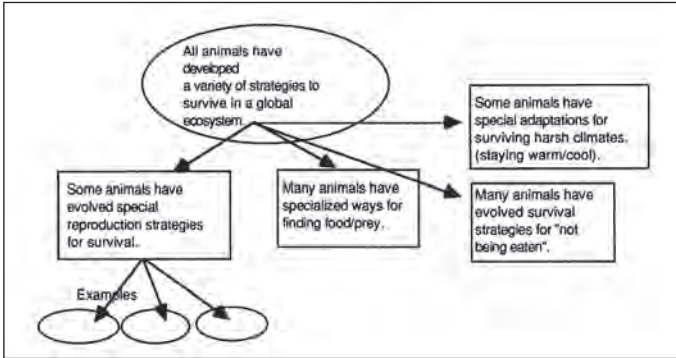 All animals have
developed
a variety of strategies to
survive in a global
ecosystem.
Some animals have
special adaptations for
surviving harsh climates.
(staying warm/cool).
Some animals have
evolved special
reproduction strategies
for survival..
Many animals have
specialized ways for
finding food/prey.
Many animals have
evolved survival
strategies for "not
being eaten".
Examples